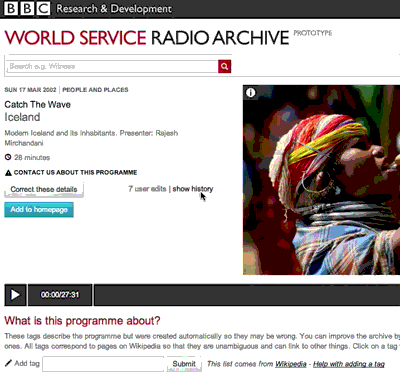 BBC Research & Development
WORLD SERVICE RADIO ARCHIVE PROTOTYPE
Search e.g. Witness
SUN 17 MAR 2002 | PEOPLE AND PLACES
Catch The Wave
Iceland
Modern Iceland and its inhabitants. Presenter: Rajesh
Mirchandani
28 minutes
CONTACT US ABOUT THIS PROGRAMME
Correct these details
7 user edits | show history
Add to homepage
00:00/27:31
What is this programme about?
These tags describe the programme but were created automatically so they may be wrong. You can improve the archive by
ones. All tags correspond to pages on Wikipedia so that they are unambiguous and can link to other things. Click on a tag
Add tag Submit This list comes from Wikipedia - Help with adding a tag